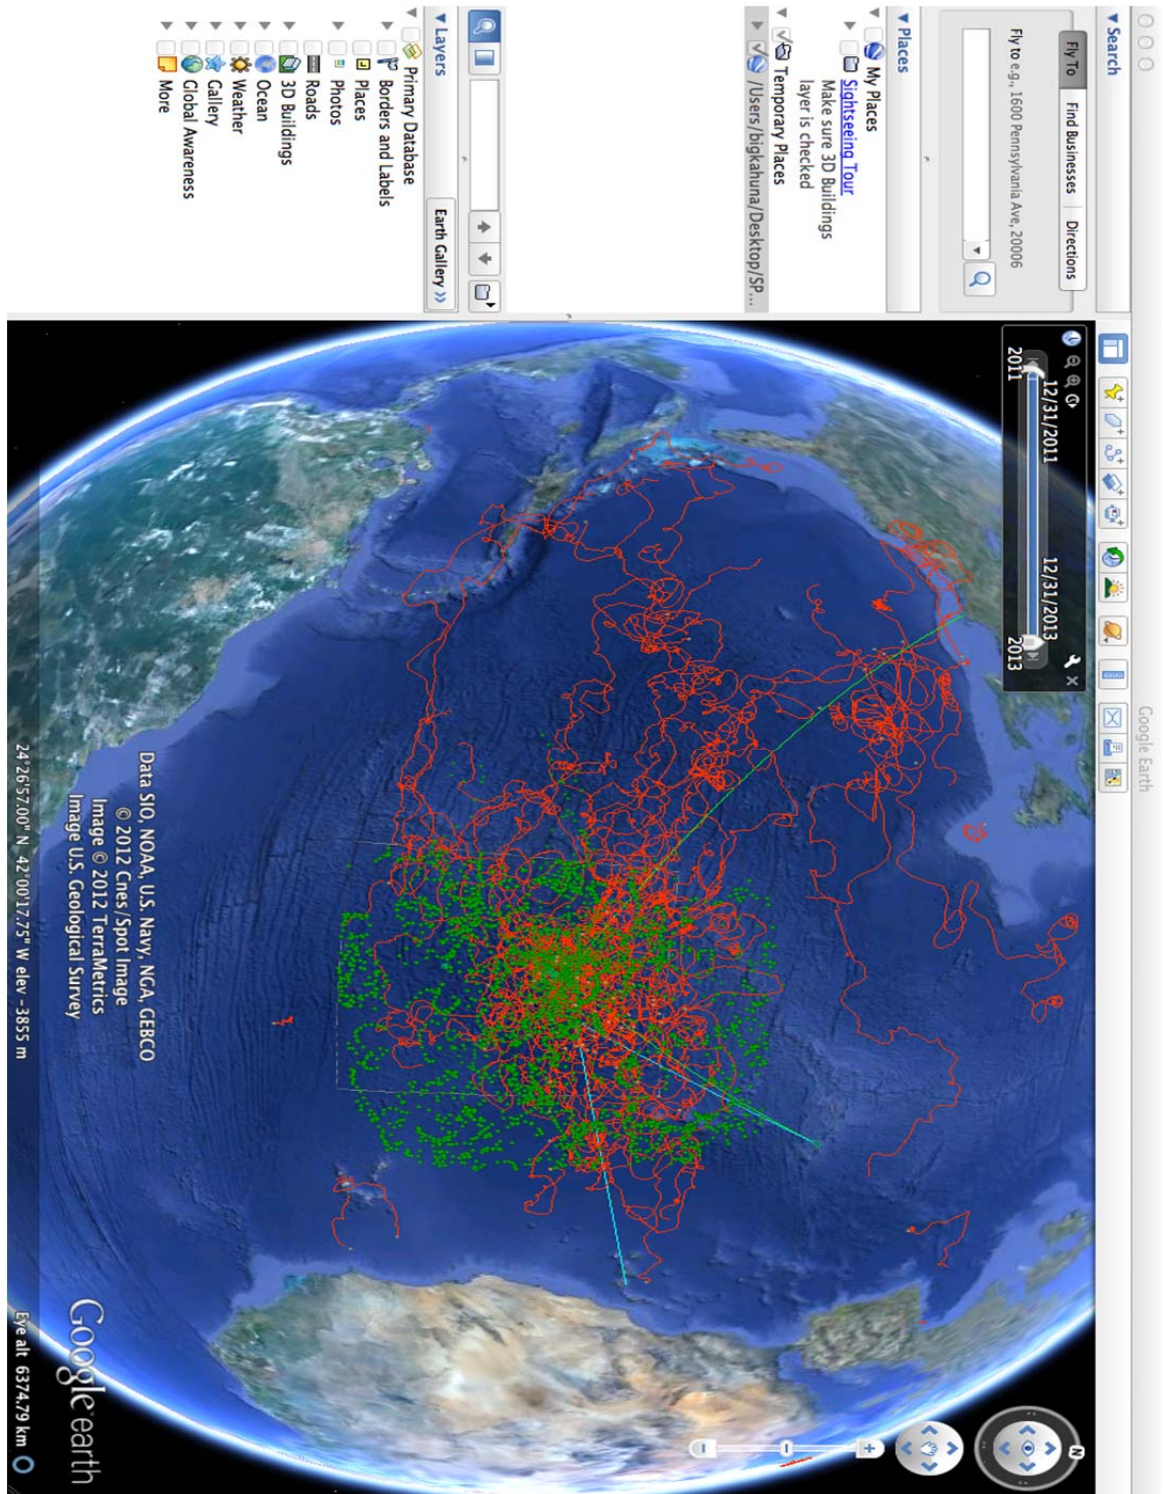 Google Earth
Search
Fly To
Find Businesses
Directions
Fly to e.g., 1600 Pennsylvania Ave, 20006
Places
My Places
Sightseeing Tour
Make sure 3D Buildings
layer is checked
Temporary Places
/Users/bigkahuna/Desktop/SP...
Layers
Earth Gallery »
Primary Database
Borders and Labels
Places
Photos
Roads
3D Buildings
Ocean
Weather
Gallery
Global Awareness
More
12/31/2011
12/31/2013
2011
2013
N
Data SIO, NOAA, U.S. Navy, NGA, GEBCO
© 2012 Cnes/Spot Image
Image © 2012 TerraMetrics
Image U.S. Geological Survey
Google earth
24°26'57.00" N 42°00'17.75" W elev -3855 m
Eye alt 6374.79 km